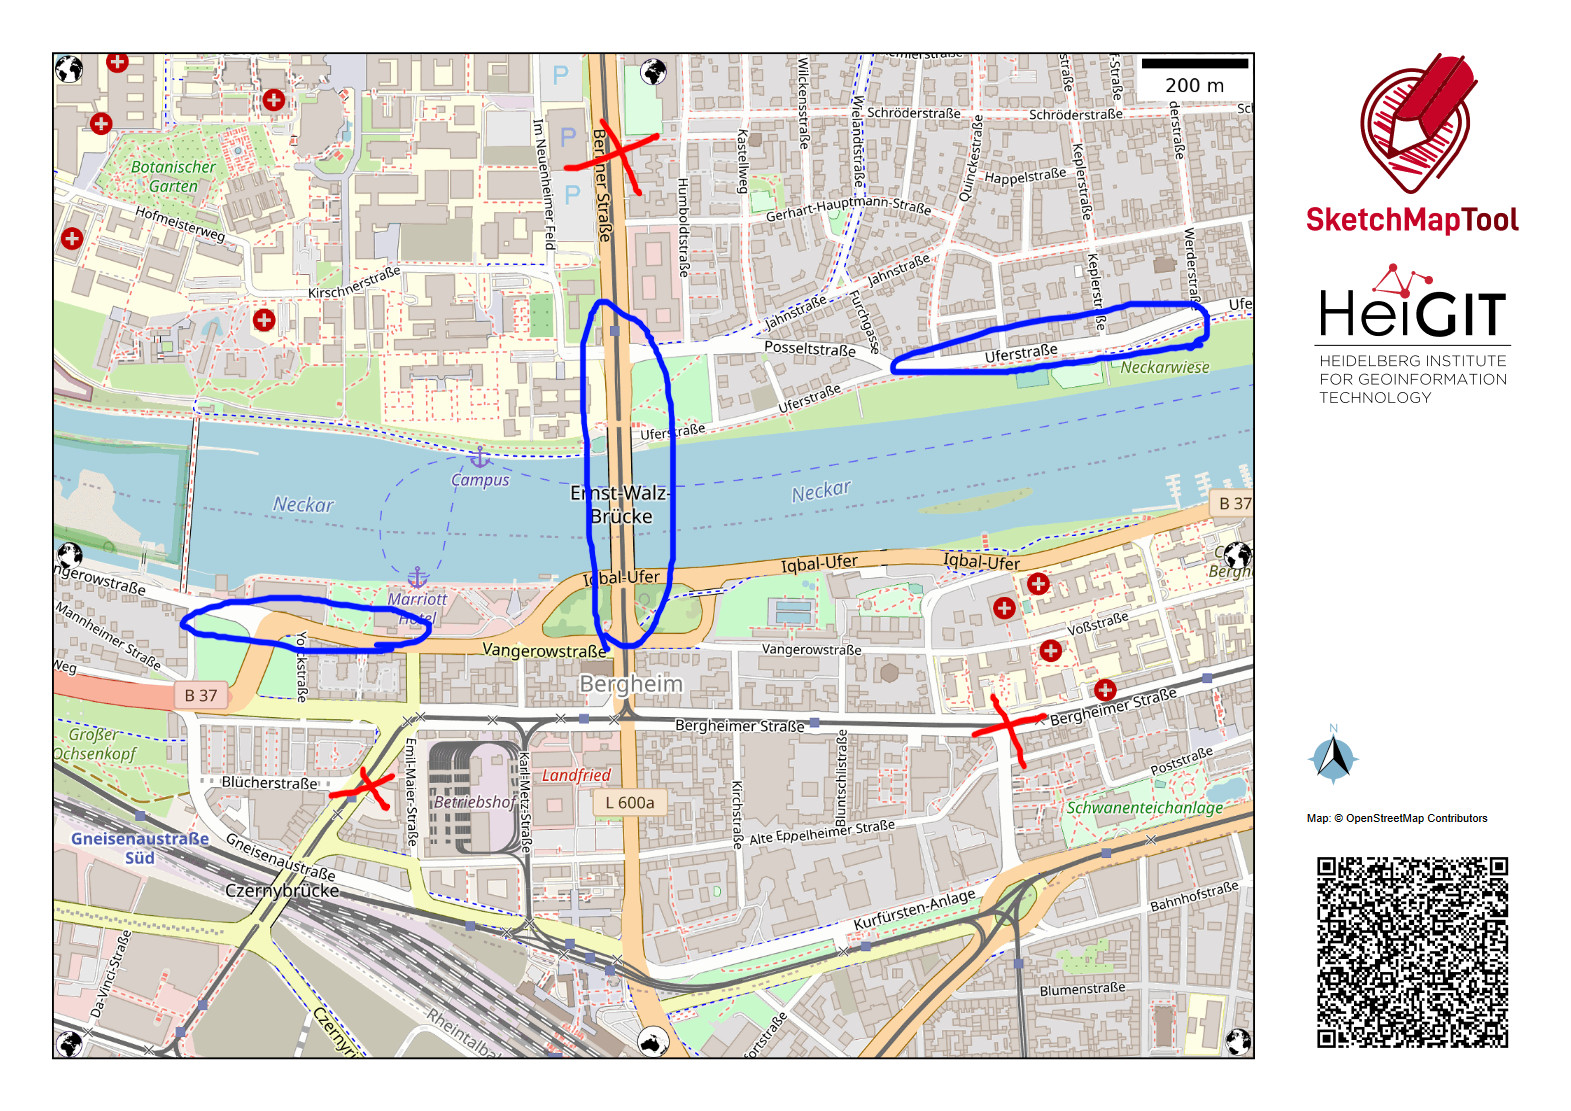 200 m
P
P
P
Botanischer
Garten
Hofmeisterweg
Kirschnerstraße
Im Neuenheimer Feld
Berliner Straße
Humboldtstraße
Kastellweg
Wilckensstraße
Wielandtstraße
Schröderstraße
Schröderstraße
Quinckestraße
Happelstraße
Keplerstraße
Keplerstraße
Gerhart-Hauptmann-Straße
Werderstraße
derstraße
Jahnstraße
Jahnstraße
Furchgasse
Posseltstraße
Uferstraße
Uferstraße
Uferstraße
Ufe
Neckarwiese
Campus
Neckar
Neckar
Ernst-Walz-
Brücke
B 37
Iqbal-Ufer
Iqbal-Ufer
Iqbal-Ufer
Marriott
Hotel
ngerowstraße
Mannheimer Straße
Weg
Yorckstraße
Vangerowstraße
Vangerowstraße
Voßstraße
Bergheim
B 37
Bergheimer Straße
Bergheimer Straße
Großer
Ochsenkopf
Blücherstraße
Emil-Maier-Straße
Betriebshof
Karl-Metz-Straße
Landfried
L 600a
Kirchstraße
Bluntschlistraße
Alte Eppelheimer Straße
Poststraße
Schwanenteichanlage
Gneisenaustraße
Süd
Gneisenaustraße
Czernybrücke
Kurfürsten-Anlage
Bahnhofstraße
Blumenstraße
Da-Vinci-Straße
Czernyri
Rheintalba
fortstraße
SketchMapTool
HeiGIT
HEIDELBERG INSTITUTE
FOR GEOINFORMATION
TECHNOLOGY
N
Map: © OpenStreetMap Contributors